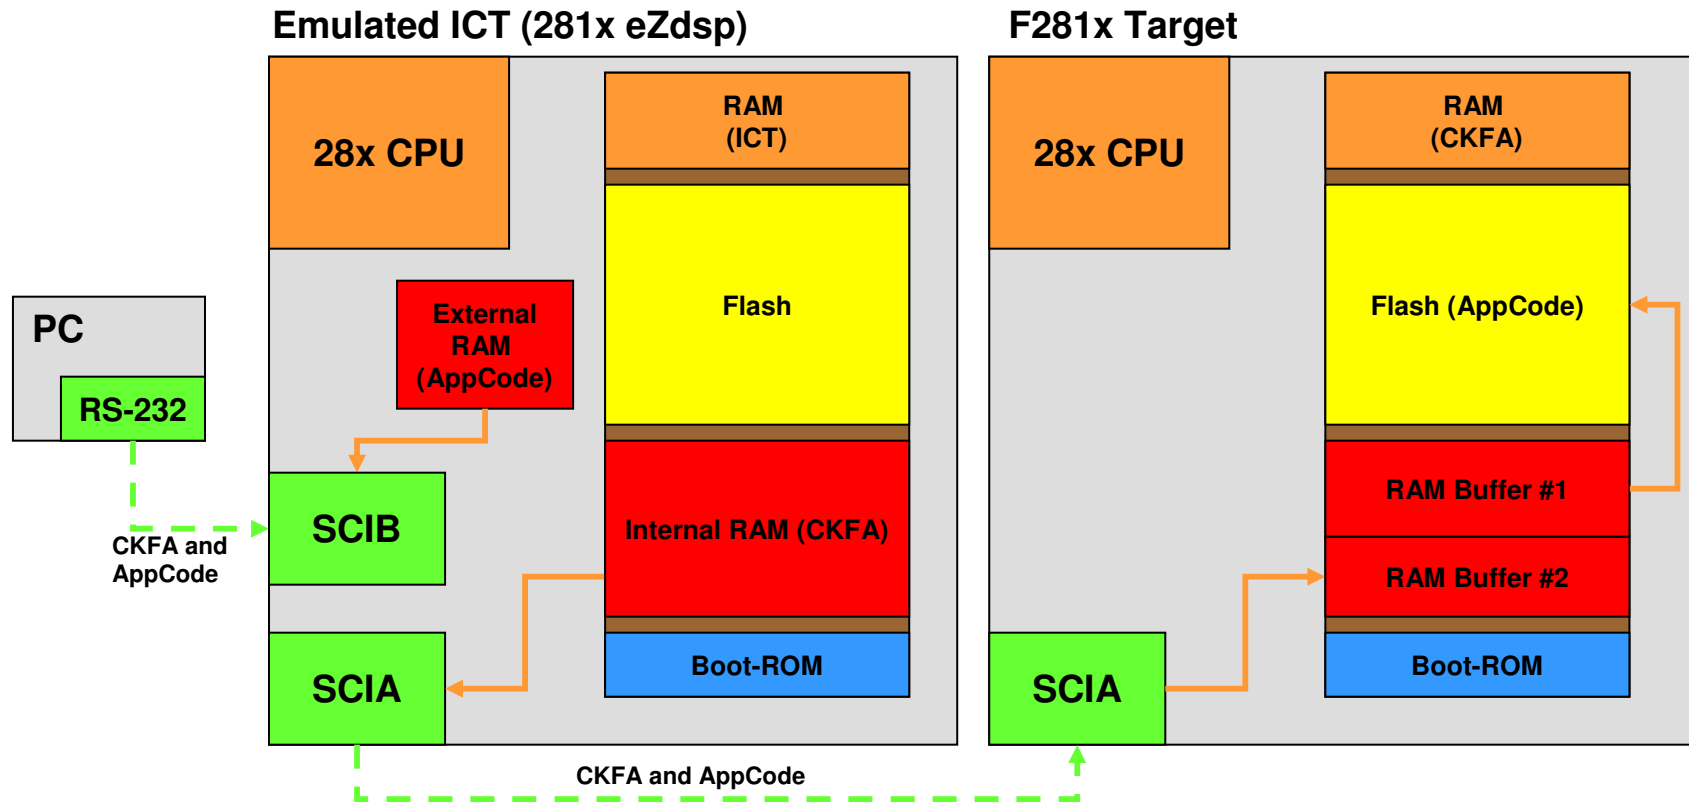 Emulated ICT (281x eZdsp)
F281x Target
28x CPU
RAM
(ICT)
28x CPU
RAM
(CKFA)
PC
RS-232
External
RAM
(AppCode)
Flash
Flash (AppCode)
SCIB
Internal RAM (CKFA)
RAM Buffer #1
RAM Buffer #2
CKFA and
AppCode
SCIA
Boot-ROM
SCIA
Boot-ROM
CKFA and AppCode